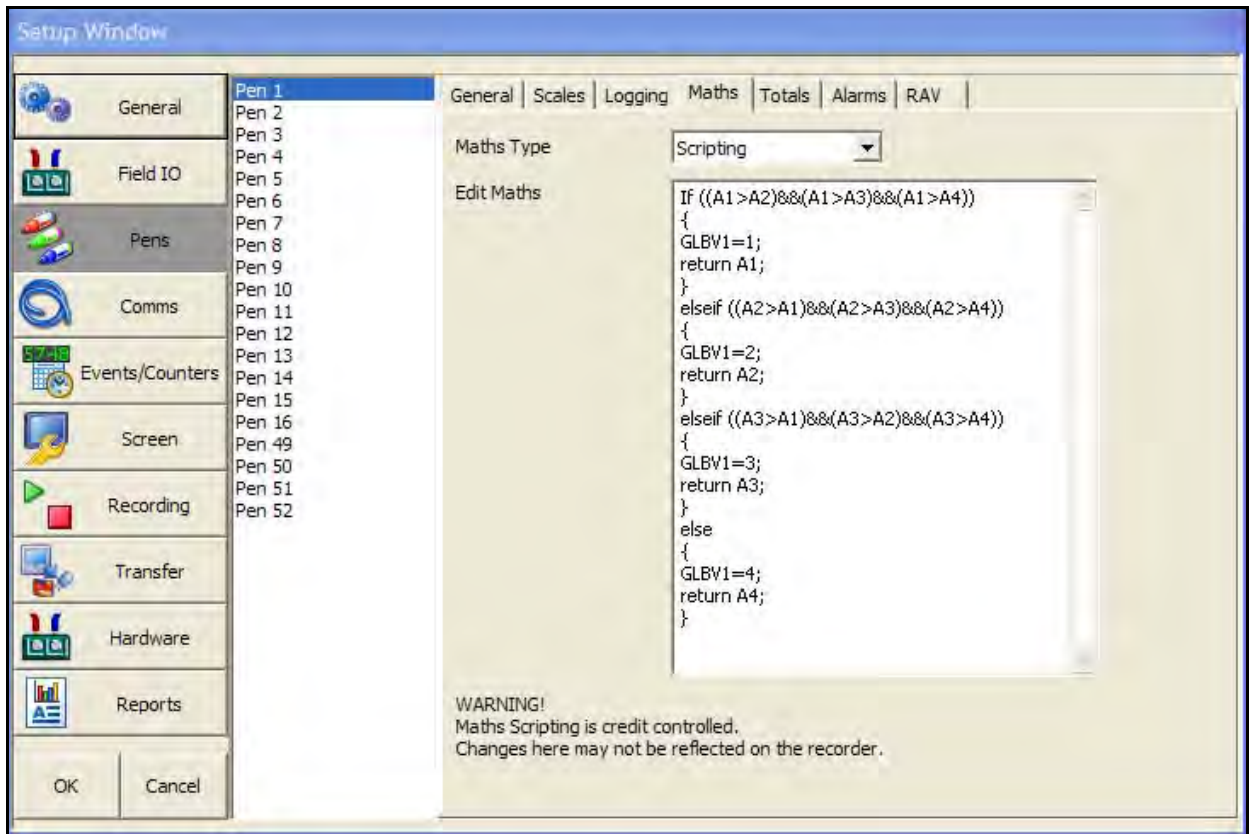 Setup Window
General
Field IO
Pens
Comms
57:48
Events/Counters
Screen
Recording
Transfer
Hardware
Reports
OK
Cancel
Pen 1
Pen 2
Pen 3
Pen 4
Pen 5
Pen 6
Pen 7
Pen 8
Pen 9
Pen 10
Pen 11
Pen 12
Pen 13
Pen 14
Pen 15
Pen 16
Pen 49
Pen 50
Pen 51
Pen 52
General Scales Logging Maths Totals Alarms RAV
Maths Type Scripting
Edit Maths
If ((A1>A2)&&(A1>A3)&&(A1>A4))
{
GLBV1=1;
return A1;
}
elseif ((A2>A1)&&(A2>A3)&&(A2>A4))
{
GLBV1=2;
return A2;
}
elseif ((A3>A1)&&(A3>A2)&&(A3>A4))
{
GLBV1=3;
return A3;
}
else
{
GLBV1=4;
return A4;
}
WARNING!
Maths Scripting is credit controlled.
Changes here may not be reflected on the recorder.